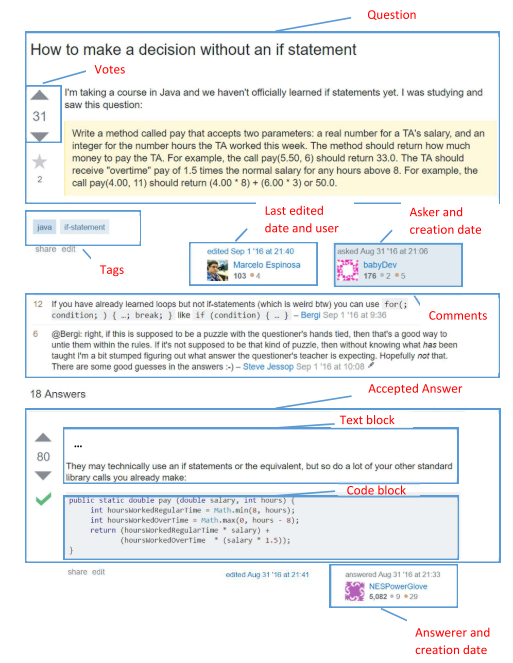 Question
How to make a decision without an if statement
Votes
I'm taking a course in Java and we haven't officially learned if statements yet. I was studying and
saw this question:
31
Write a method called pay that accepts two parameters: a real number for a TA's salary, and an
integer for the number hours the TA worked this week. The method should return how much
money to pay the TA. For example, the call pay(5.50, 6) should return 33.0. The TA should
receive "overtime" pay of 1.5 times the normal salary for any hours above 8. For example, the
call pay(4.00, 11) should return (4.00 * 8) + (6.00 * 3) or 50.0.
2
Last edited
date and user
Asker and
creation date
java if-statement
share edit
Tags
edited Sep 1 '16 at 21:40
Marcelo Espinosa
103 ●4
asked Aug 31 '16 at 21:06
babyDev
176 ●2 ●5
12 If you have already learned loops but not if-statements (which is weird btw) you can use for(;
condition; ) { …; break; } like if (condition) { … } – Bergi Sep 1 '16 at 9:36
Comments
6 @Bergi: right, if this is supposed to be a puzzle with the questioner's hands tied, then that's a good way to
untie them within the rules. If it's not supposed to be that kind of puzzle, then without knowing what has been
taught I'm a bit stumped figuring out what answer the questioner's teacher is expecting. Hopefully not that.
There are some good guesses in the answers :-) – Steve Jessop Sep 1 '16 at 10:08
18 Answers
Accepted Answer
Text block
...
80
They may technically use an if statements or the equivalent, but so do a lot of your other standard
library calls you already make:
Code block
public static double pay (double salary, int hours) {
int hoursWorkedRegularTime = Math.min(8, hours);
int hoursWorkedOverTime = Math.max(0, hours - 8);
return (hoursWorkedRegularTime * salary) +
(hoursWorkedOverTime * (salary * 1.5));
}
share edit
edited Aug 31 '16 at 21:41
answered Aug 31 '16 at 21:33
NESPowerGlove
5,082 ●9 ●29
Answerer and
creation date